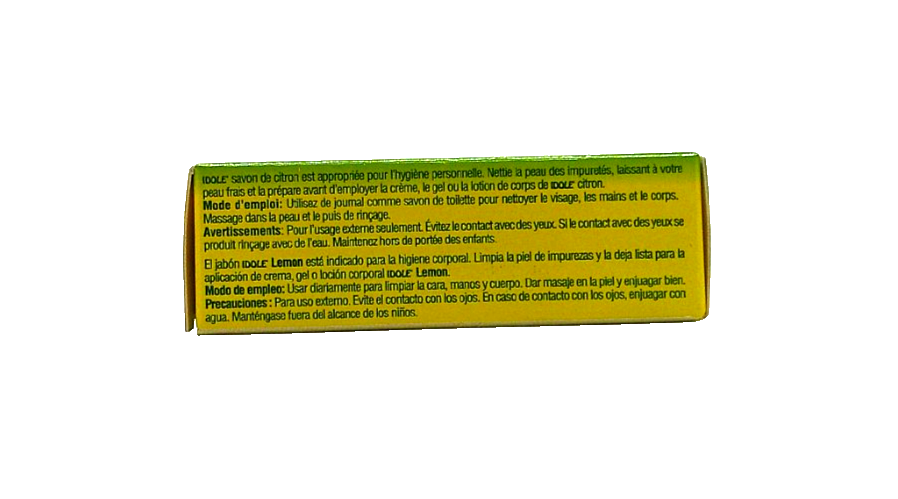 IDOLE savon de citron est appropriée pour l'hygiène personnelle. Nettie la peau des impuretés, laissant à votre
peau frais et la prépare avant d'employer la crème, le gel ou la lotion de corps de IDOLE citron.
Mode d'emploi: Utilisez de journal comme savon de toilette pour nettoyer le visage, les mains et le corps.
Massage dans la peau et le puis de rinçage.
Avertissements: Pour l'usage externe seulement. Évitez le contact avec des yeux. Si le contact avec des yeux se
produit rinçage avec de l'eau. Maintenez hors de portée des enfants.
El jabón IDOLE Lemon está indicado para la higiene corporal. Limpia la piel de impurezas y la deja lista para la
aplicación de crema, gel o loción corporal IDOLE Lemon.
Modo de empleo: Usar diariamente para limpiar la cara, manos y cuerpo. Dar masaje en la piel y enjuagar bien.
Precauciones: Para uso externo. Evite el contacto con los ojos. En caso de contacto con los ojos, enjuagar con
agua. Manténgase fuera del alcance de los niños.